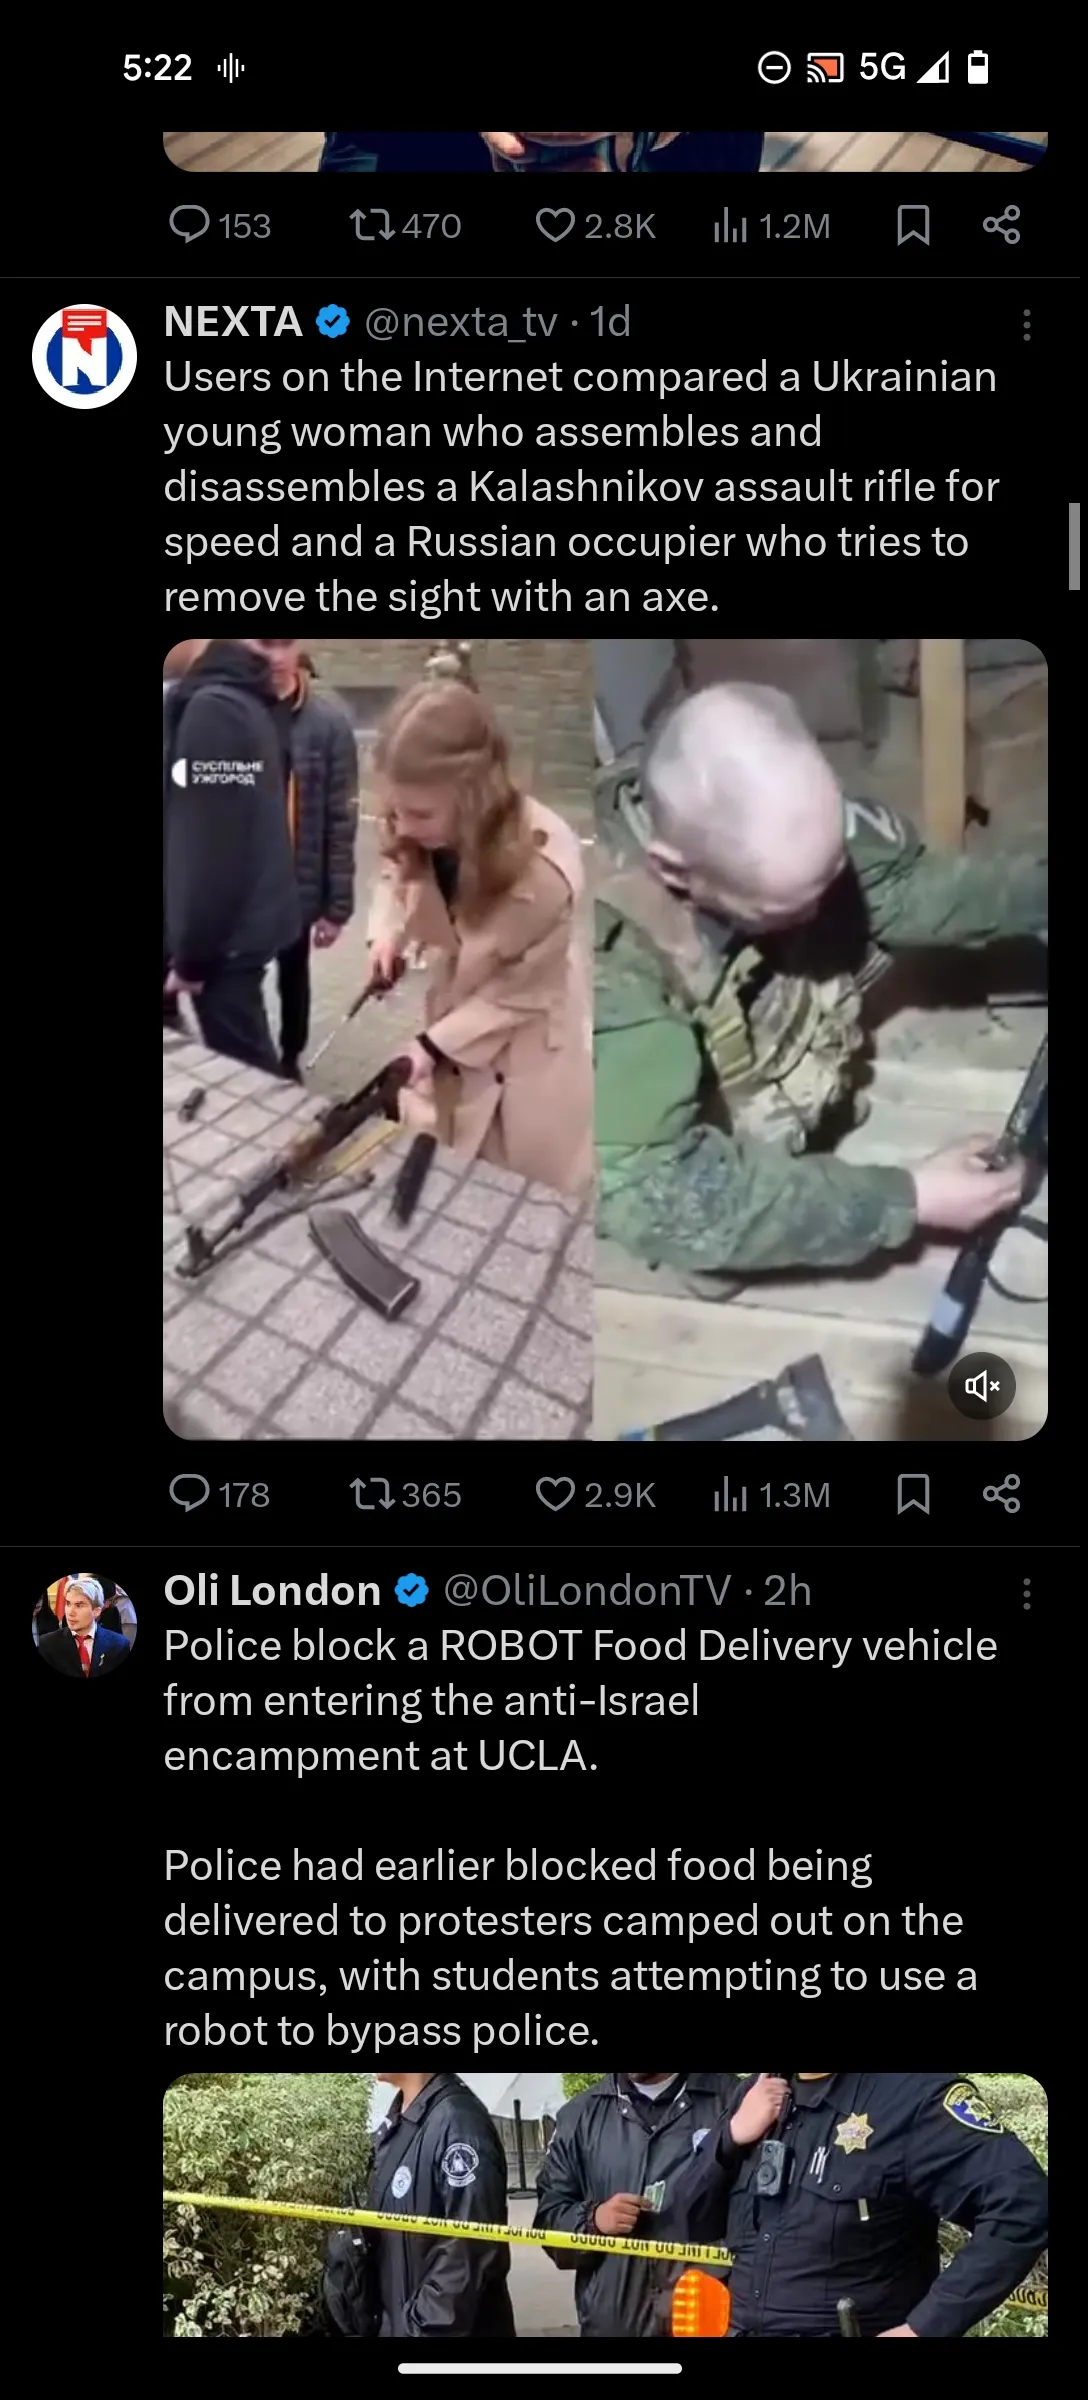 5:22
5G
153 470 2.8K 1.2M
NEXTA @nexta_tv · 1d
Users on the Internet compared a Ukrainian
young woman who assembles and
disassembles a Kalashnikov assault rifle for
speed and a Russian occupier who tries to
remove the sight with an axe.
СУСПІЛЬНЕ
УЖГОРОД
Z
178 365 2.9K 1.3M
Oli London @OliLondonTV · 2h
Police block a ROBOT Food Delivery vehicle
from entering the anti-Israel
encampment at UCLA.
Police had earlier blocked food being
delivered to protesters camped out on the
campus, with students attempting to use a
robot to bypass police.